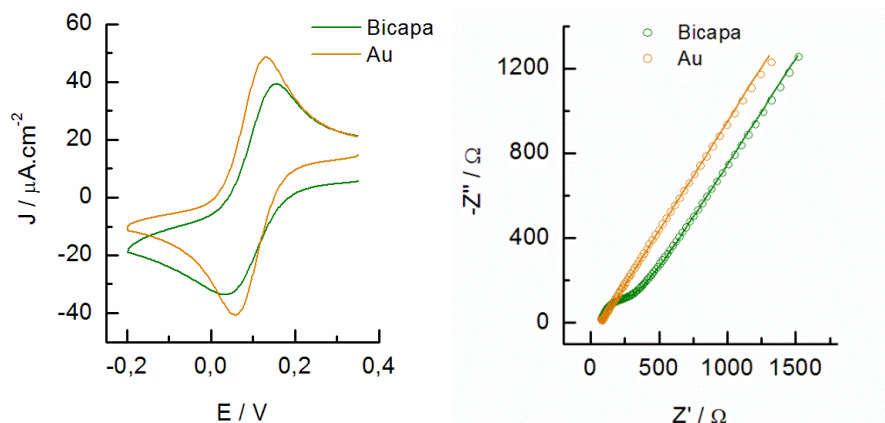 60
40
20
0
-20
-40
-0,2
0,0
0,2
0,4
J / µA.cm⁻²
E / V
Bicapa
Au
1200
800
400
0
0
500
1000
1500
-Z'' / Ω
Z' / Ω
Bicapa
Au